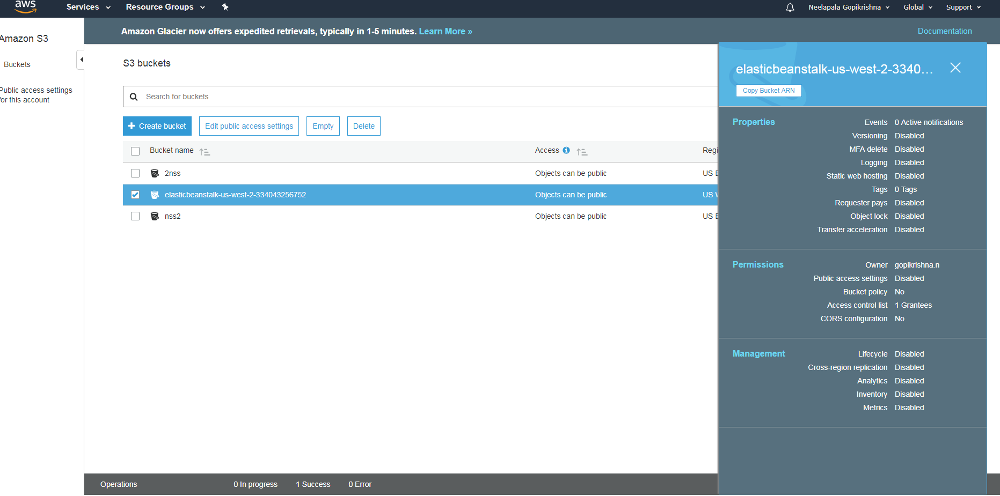 aws
Services
Resource Groups
Neelapala Gopikrishna
Global
Support
Amazon S3
Buckets
Public access settings
for this account
Amazon Glacier now offers expedited retrievals, typically in 1-5 minutes. Learn More »
Documentation
S3 buckets
Search for buckets
Create bucket
Edit public access settings
Empty
Delete
Bucket name
Access
Regi
2nss
Objects can be public
US E
elasticbeanstalk-us-west-2-334043256752
Objects can be public
US W
nss2
Objects can be public
US E
elasticbeanstalk-us-west-2-3340...
Copy Bucket ARN
Properties
Events 0 Active notifications
Versioning Disabled
MFA delete Disabled
Logging Disabled
Static web hosting Disabled
Tags 0 Tags
Requester pays Disabled
Object lock Disabled
Transfer acceleration Disabled
Permissions
Owner gopikrishna.n
Public access settings Disabled
Bucket policy No
Access control list 1 Grantees
CORS configuration No
Management
Lifecycle Disabled
Cross-region replication Disabled
Analytics Disabled
Inventory Disabled
Metrics Disabled
Operations
0 In progress
1 Success
0 Error